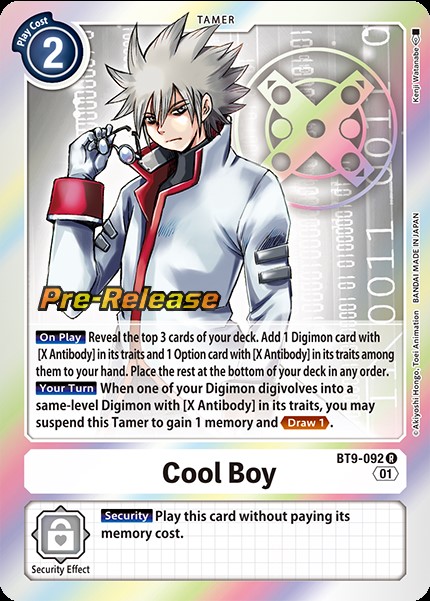 TAMER
Play Cost
2
Kenji Watanabe
Pre-Release
On Play Reveal the top 3 cards of your deck. Add 1 Digimon card with
[X Antibody] in its traits and 1 Option card with [X Antibody] in its traits among
them to your hand. Place the rest at the bottom of your deck in any order.
Your Turn When one of your Digimon digivolves into a
same-level Digimon with [X Antibody] in its traits, you may
suspend this Tamer to gain 1 memory and Draw 1.
©Akiyoshi Hongo, Toei Animation BANDAI MADE IN JAPAN
BT9-092 R
Cool Boy
01
Security Play this card without paying its
memory cost.
Security Effect